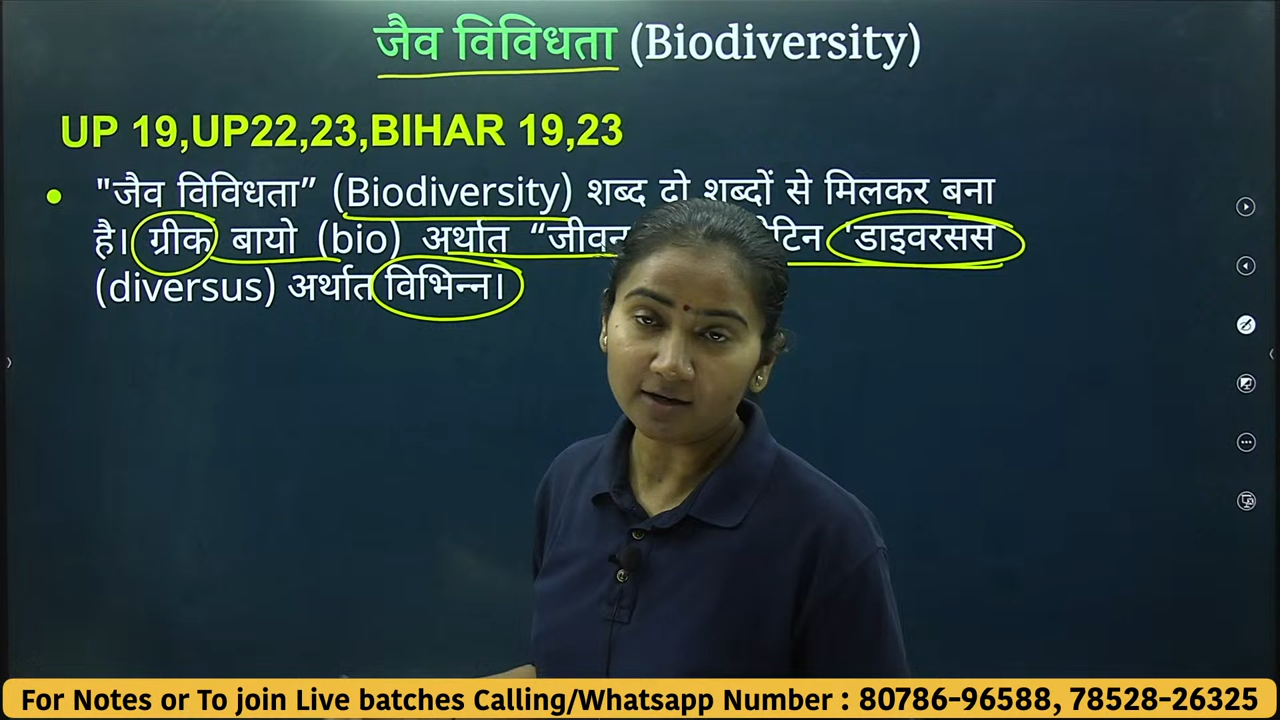 जैव विविधता (Biodiversity)
UP 19,UP22,23,BIHAR 19,23
"जैव विविधता” (Biodiversity) शब्द दो शब्दों से मिलकर बना
है। ग्रीक बायो (bio) अर्थात “जीवन 'डाइवरसस
(diversus) अर्थात विभिन्न।
For Notes or To join Live batches Calling/Whatsapp Number : 80786-96588, 78528-26325